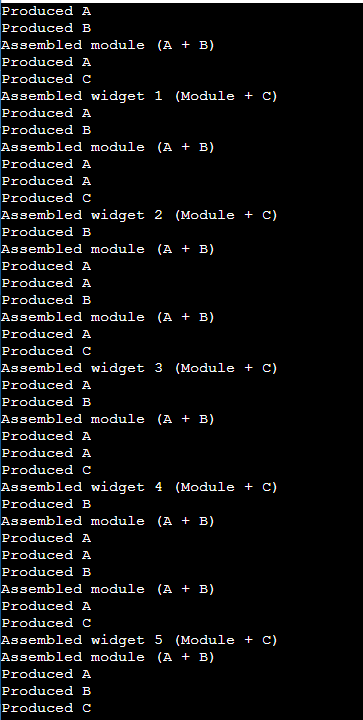 Produced A
Produced B
Assembled module (A + B)
Produced A
Produced C
Assembled widget 1 (Module + C)
Produced A
Produced B
Assembled module (A + B)
Produced A
Produced A
Produced C
Assembled widget 2 (Module + C)
Produced B
Assembled module (A + B)
Produced A
Produced A
Produced B
Assembled module (A + B)
Produced A
Produced C
Assembled widget 3 (Module + C)
Produced A
Produced B
Assembled module (A + B)
Produced A
Produced A
Produced C
Assembled widget 4 (Module + C)
Produced B
Assembled module (A + B)
Produced A
Produced A
Produced B
Assembled module (A + B)
Produced A
Produced C
Assembled widget 5 (Module + C)
Assembled module (A + B)
Produced A
Produced B
Produced C